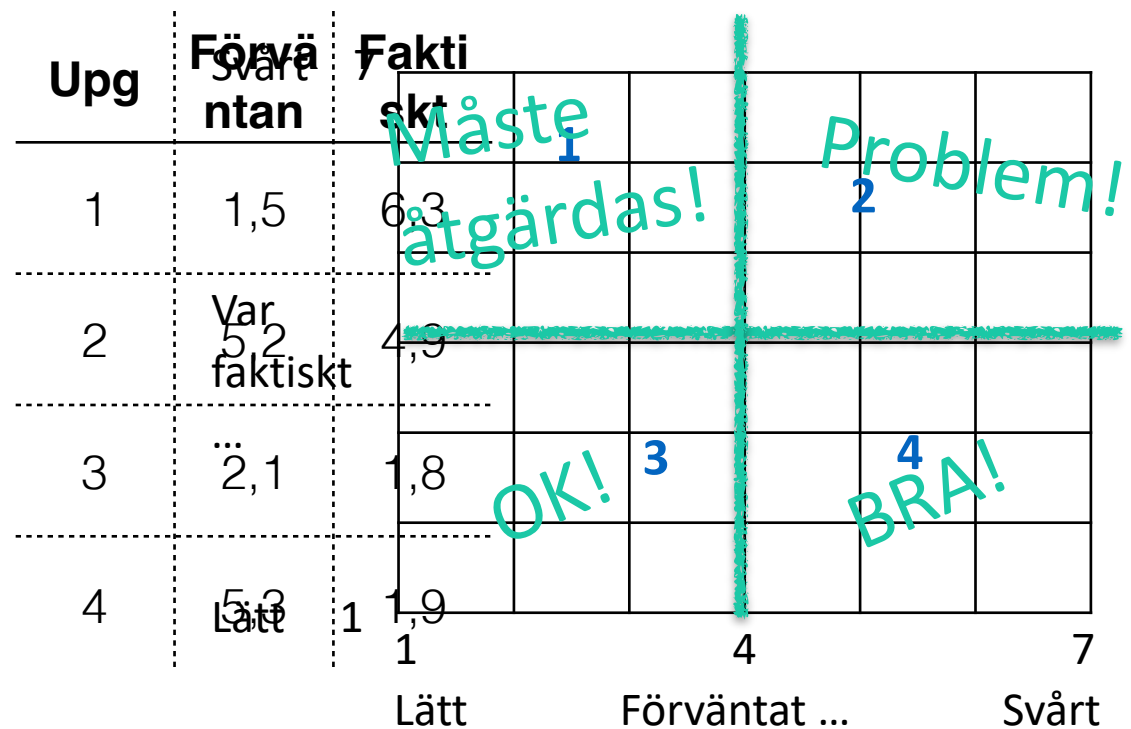 Upg Förvä
ntan Fakti
skt
1 1,5 6,3
2 5,2 4,9
3 2,1 1,8
4 5,3 1,9
Svårt 7
Var
faktiskt
...
Lätt 1
Måste
åtgärdas!
Problem!
OK!
BRA!
1
2
3
4
1 4 7
Lätt Förväntat ... Svårt